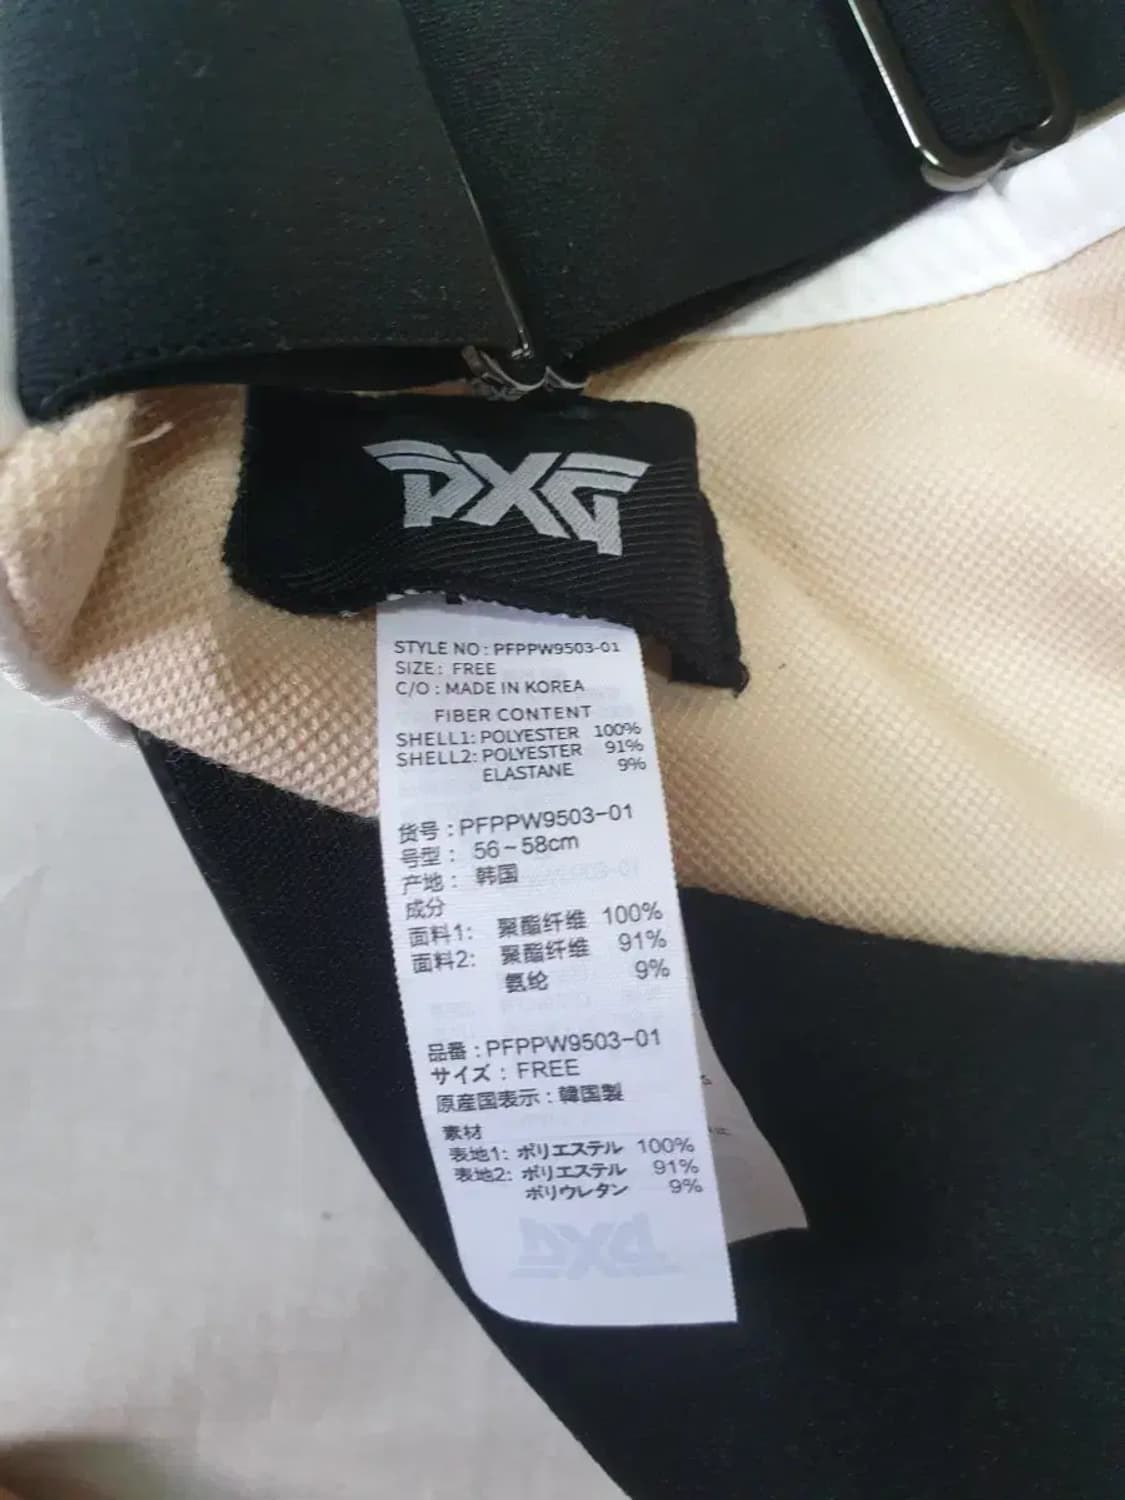 PXG
STYLE NO : PFPPW9503-01
SIZE : FREE
C/O : MADE IN KOREA
FIBER CONTENT
SHELL1: POLYESTER 100%
SHELL2: POLYESTER 91%
ELASTANE 9%
货号 : PFPPW9503-01
号型 : 56~58cm
产地 : 韩国
成分
面料1: 聚酯纤维 100%
面料2: 聚酯纤维 91%
氨纶 9%
品番 : PFPPW9503-01
サイズ : FREE
原産国表示 : 韓国製
素材
表地1: ポリエステル 100%
表地2: ポリエステル 91%
ポリウレタン 9%